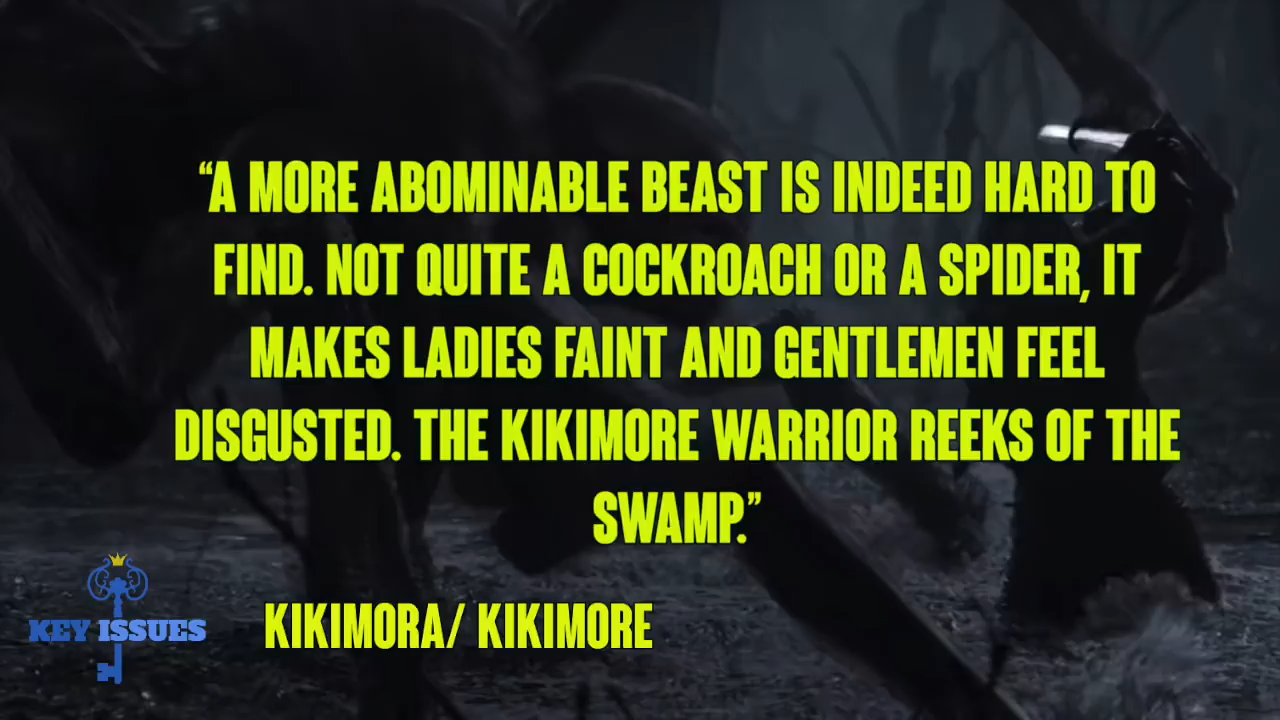 “A MORE ABOMINABLE BEAST IS INDEED HARD TO
FIND. NOT QUITE A COCKROACH OR A SPIDER, IT
MAKES LADIES FAINT AND GENTLEMEN FEEL
DISGUSTED. THE KIKIMORE WARRIOR REEKS OF THE
SWAMP.”
KEY ISSUES
KIKIMORA/ KIKIMORE